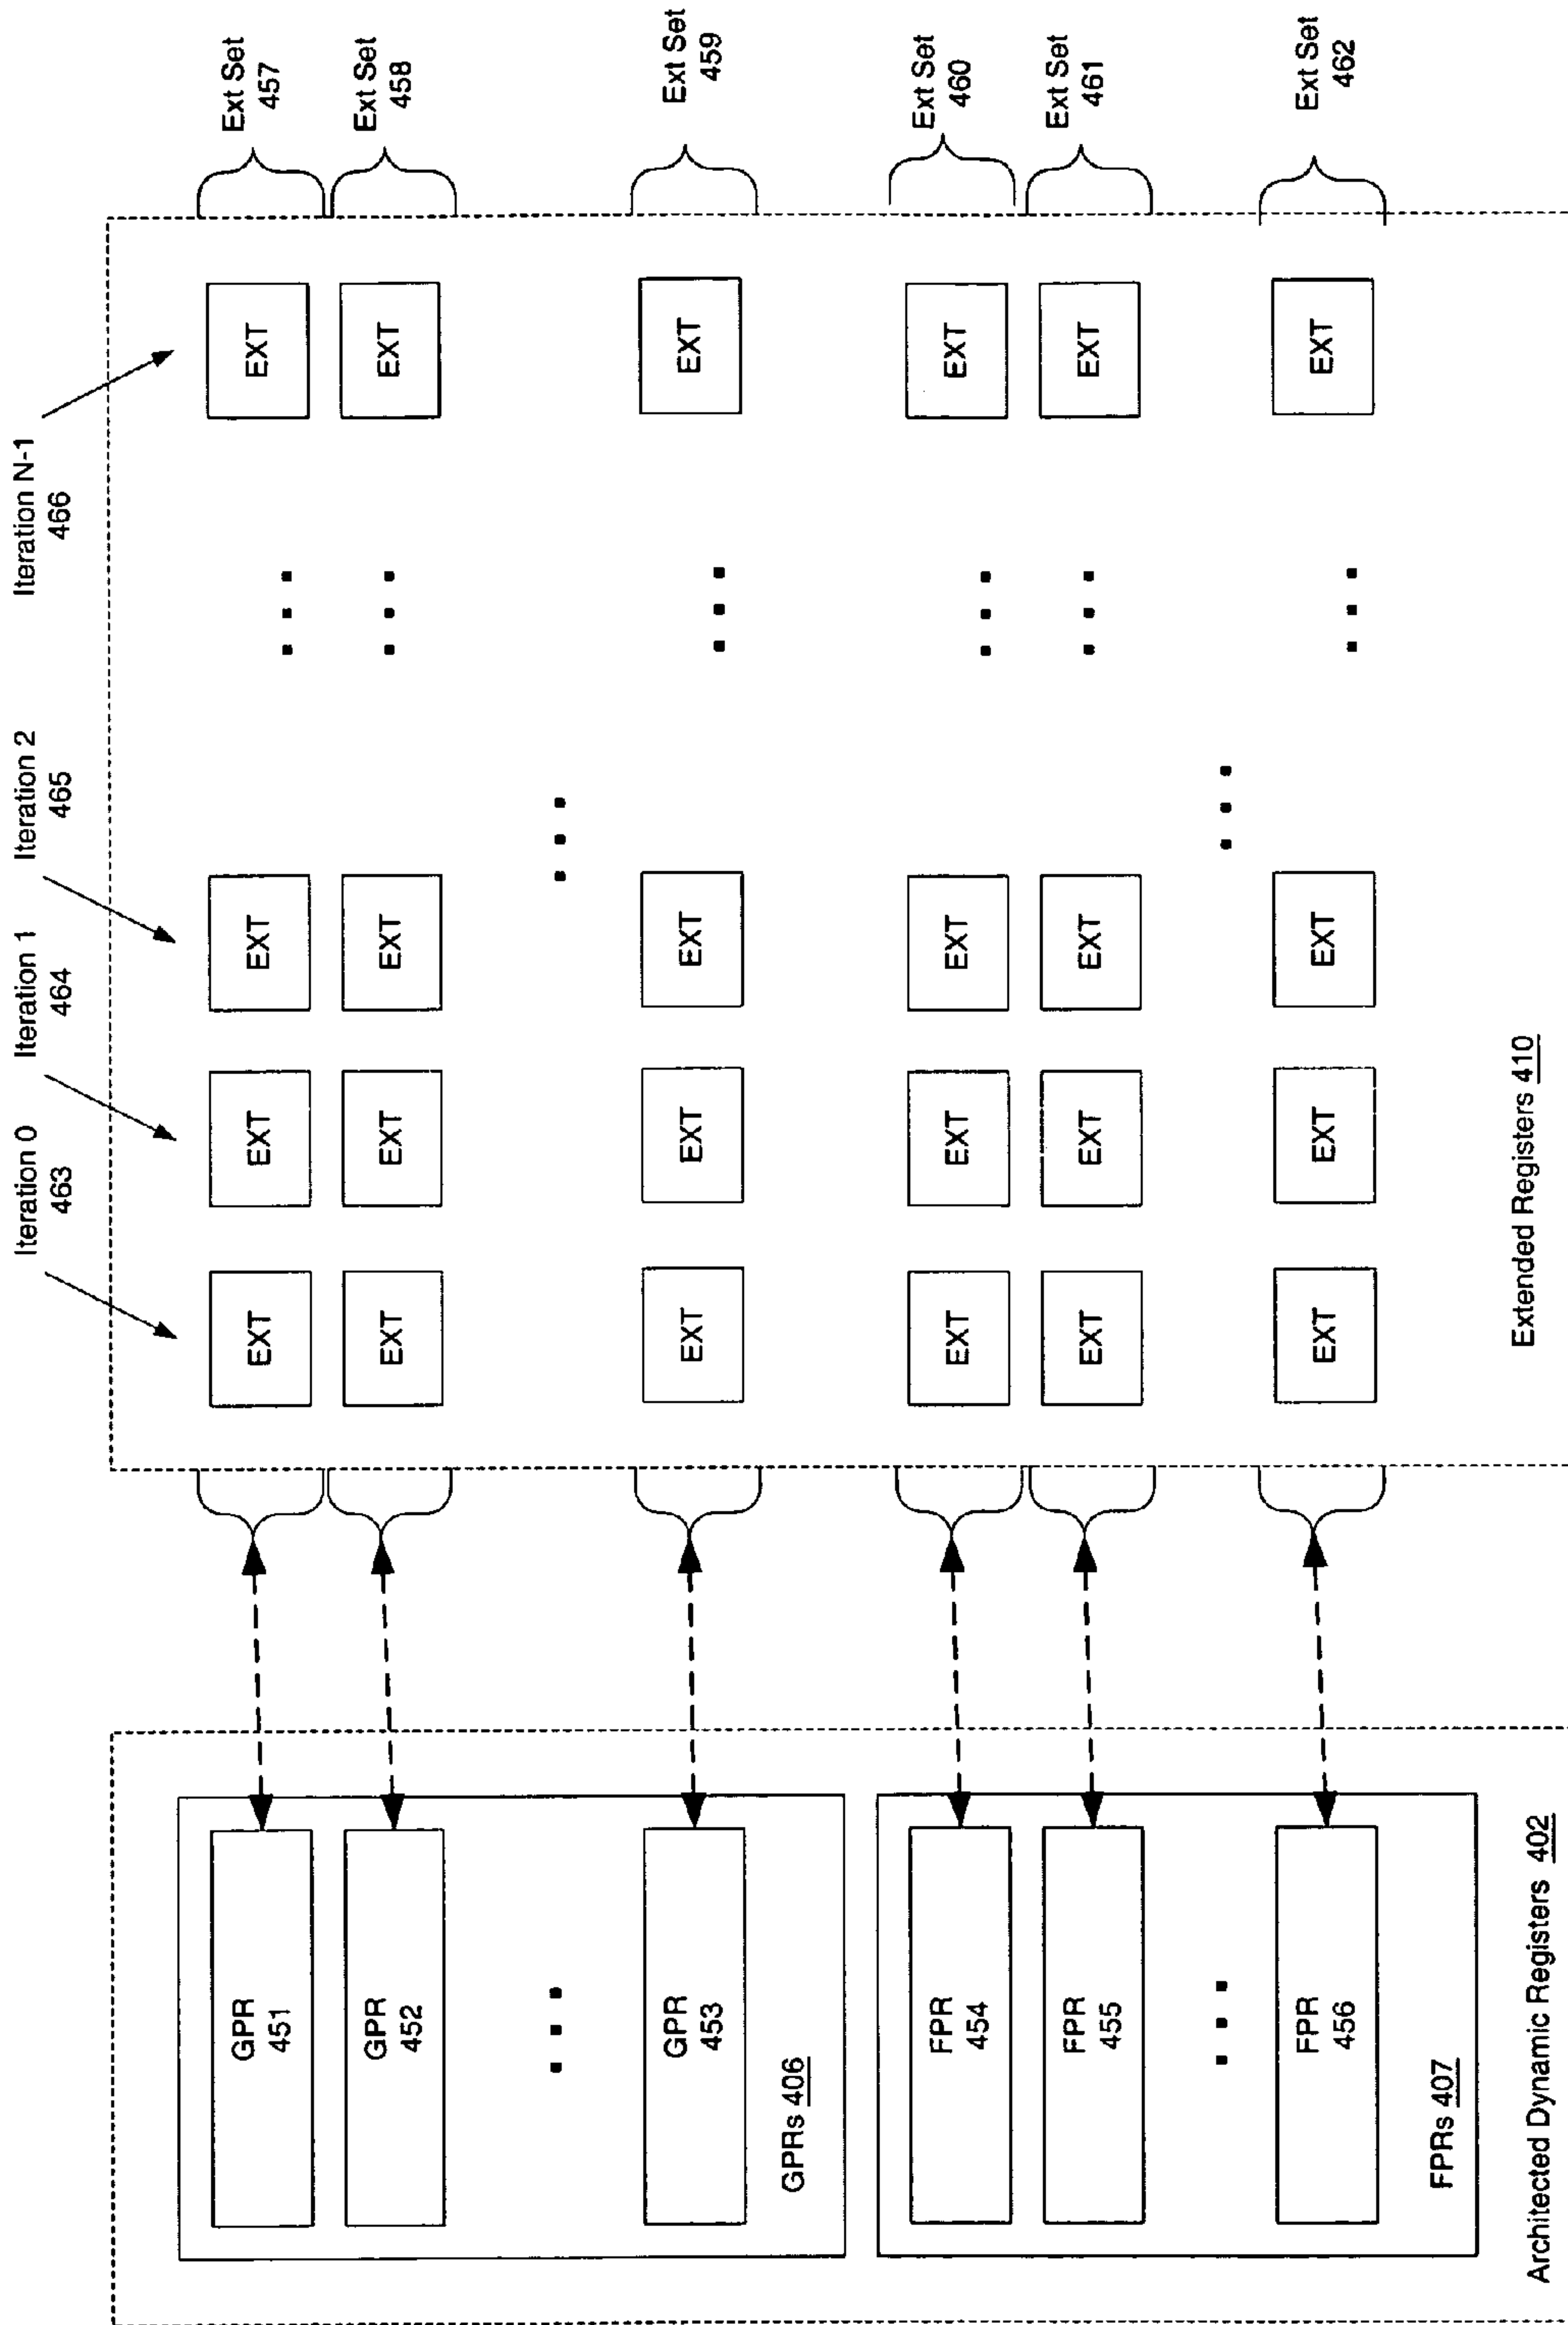 Iteration 0
463
Iteration 1
464
Iteration 2
465
Iteration N-1
466
GPR
451
EXT
EXT
EXT
EXT
Ext Set
457
GPR
452
EXT
EXT
EXT
EXT
Ext Set
458
GPR
453
EXT
EXT
EXT
EXT
Ext Set
459
GPRs 406
FPR
454
EXT
EXT
EXT
EXT
Ext Set
460
FPR
455
EXT
EXT
EXT
EXT
Ext Set
461
FPR
456
EXT
EXT
EXT
EXT
Ext Set
462
FPRs 407
Architected Dynamic Registers 402
Extended Registers 410